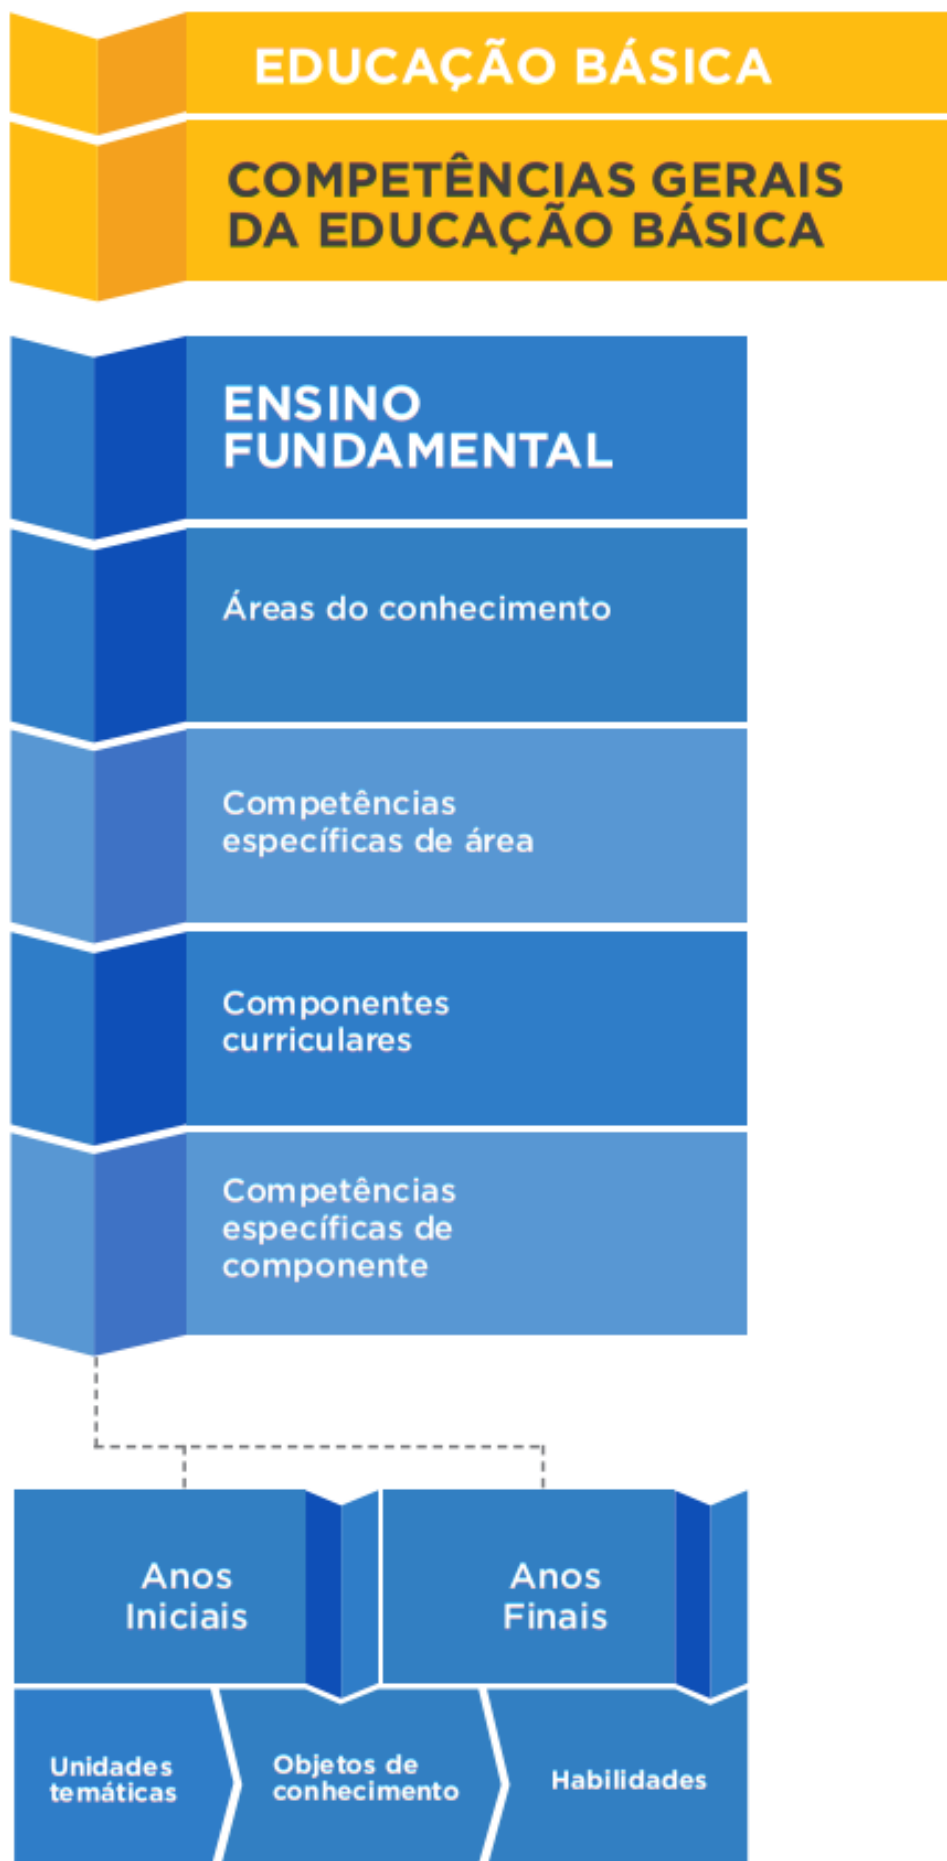 EDUCAÇÃO BÁSICA
COMPETÊNCIAS GERAIS
DA EDUCAÇÃO BÁSICA
ENSINO
FUNDAMENTAL
Áreas do conhecimento
Competências
específicas de área
Componentes
curriculares
Competências
específicas de
componente
Anos
Iniciais
Anos
Finais
Unidades
temáticas
Objetos de
conhecimento
Habilidades